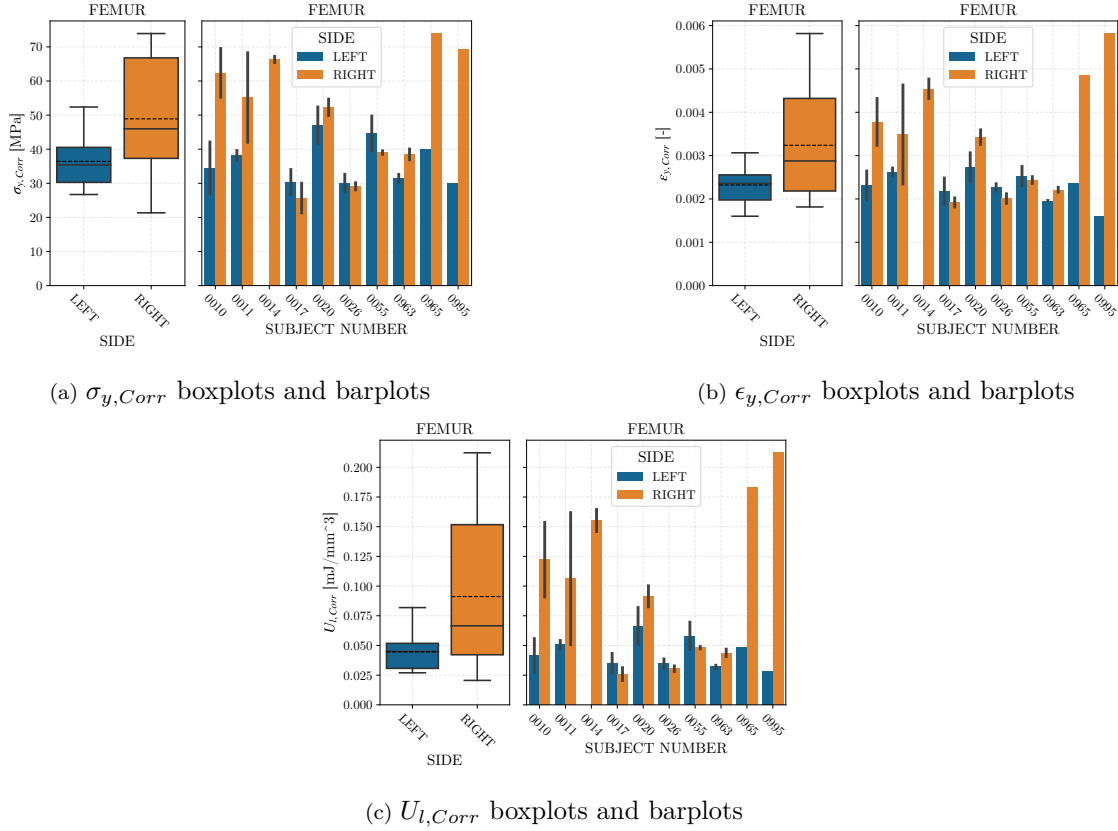 FEMUR
FEMUR
σ_{y,Corr} [MPa]
70
60
50
40
30
20
10
0
SIDE
LEFT
RIGHT
LEFT
RIGHT
SIDE
0010
0011
0014
0017
0020
0026
0055
0963
0965
0995
SUBJECT NUMBER
(a) σ_{y,Corr} boxplots and barplots
FEMUR
FEMUR
ϵ_{y,Corr} [-]
0.006
0.005
0.004
0.003
0.002
0.001
0.000
SIDE
LEFT
RIGHT
LEFT
RIGHT
SIDE
0010
0011
0014
0017
0020
0026
0055
0963
0965
0995
SUBJECT NUMBER
(b) ϵ_{y,Corr} boxplots and barplots
FEMUR
FEMUR
U_{l,Corr} [mJ/mm^3]
0.200
0.175
0.150
0.125
0.100
0.075
0.050
0.025
0.000
SIDE
LEFT
RIGHT
LEFT
RIGHT
SIDE
0010
0011
0014
0017
0020
0026
0055
0963
0965
0995
SUBJECT NUMBER
(c) U_{l,Corr} boxplots and barplots